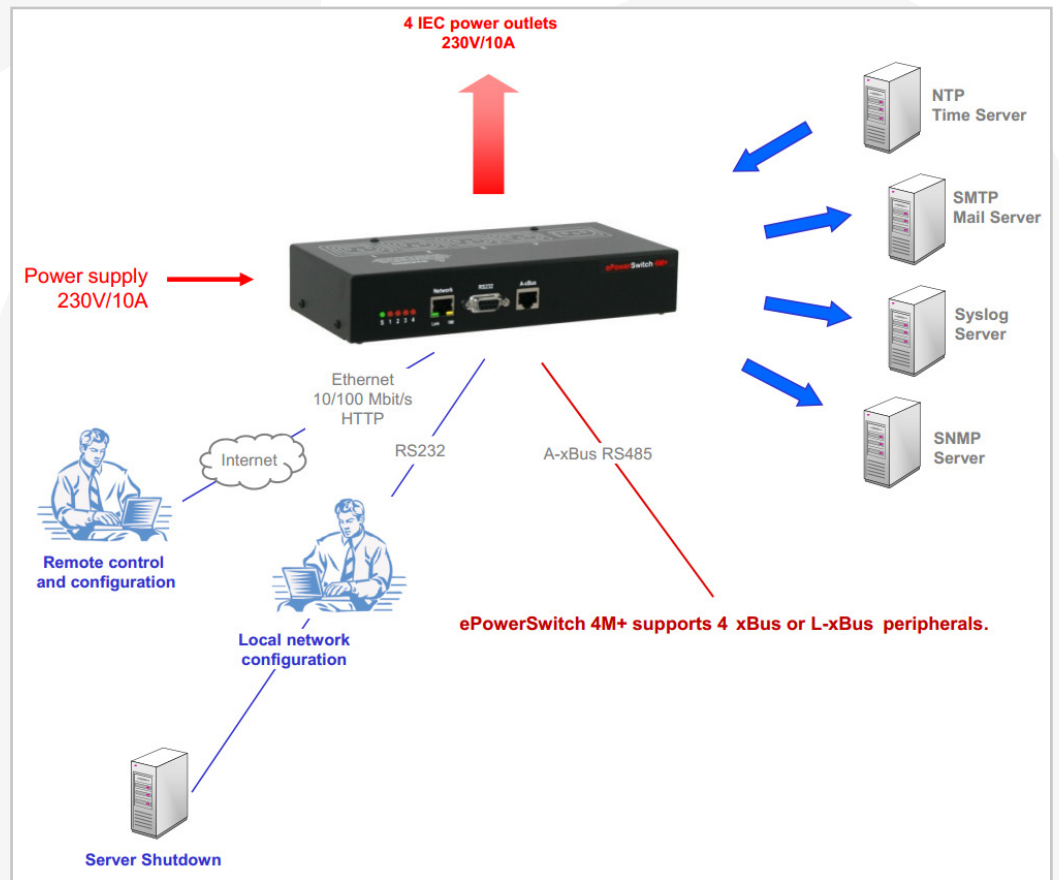 4 IEC power outlets
230V/10A
NTP
Time Server
SMTP
Mail Server
Power supply
230V/10A
ePowerSwitch 4M+
Network
RS232
A-xBus
S 1 2 3 4
Link
100
Syslog
Server
Ethernet
10/100 Mbit/s
HTTP
SNMP
Server
RS232
A-xBus RS485
Internet
Remote control
and configuration
ePowerSwitch 4M+ supports 4 xBus or L-xBus peripherals.
Local network
configuration
Server Shutdown